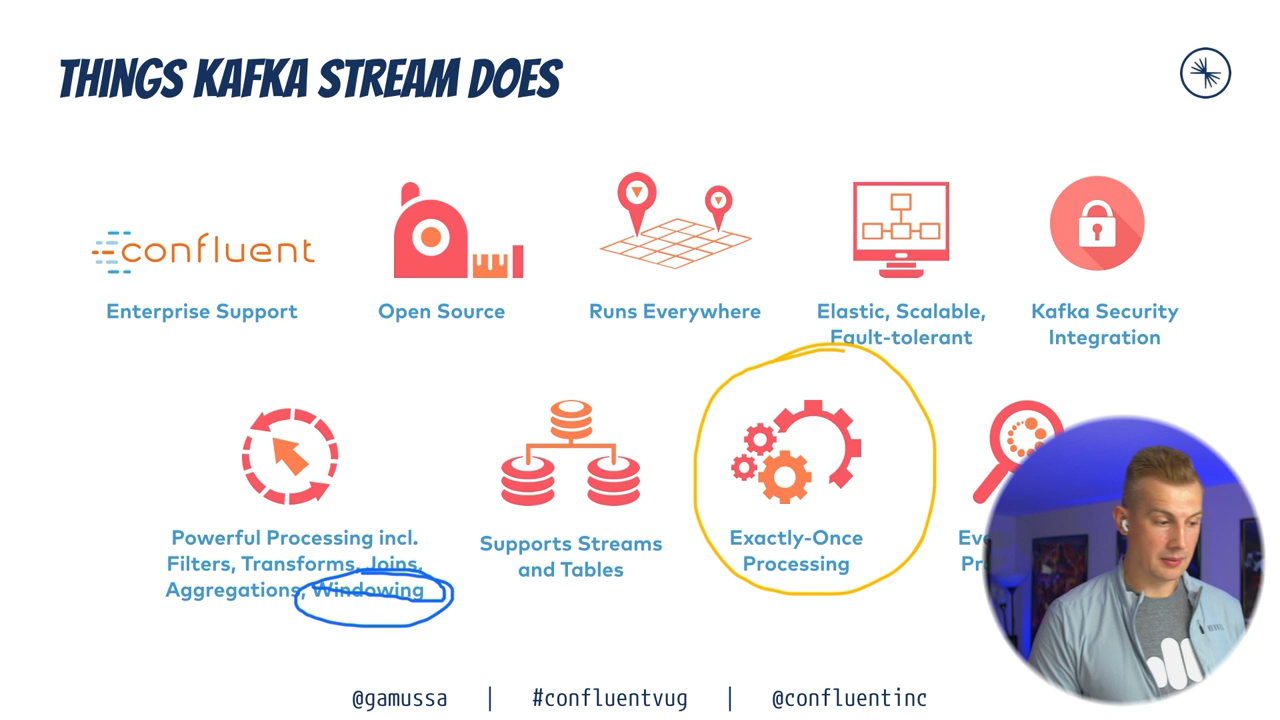 THINGS KAFKA STREAM DOES
confluent
Enterprise Support
Open Source
Runs Everywhere
Elastic, Scalable,
Fault-tolerant
Kafka Security
Integration
Powerful Processing incl.
Filters, Transforms, Joins,
Aggregations, Windowing
Supports Streams
and Tables
Exactly-Once
Processing
@gamussa | #confluentvug | @confluentinc